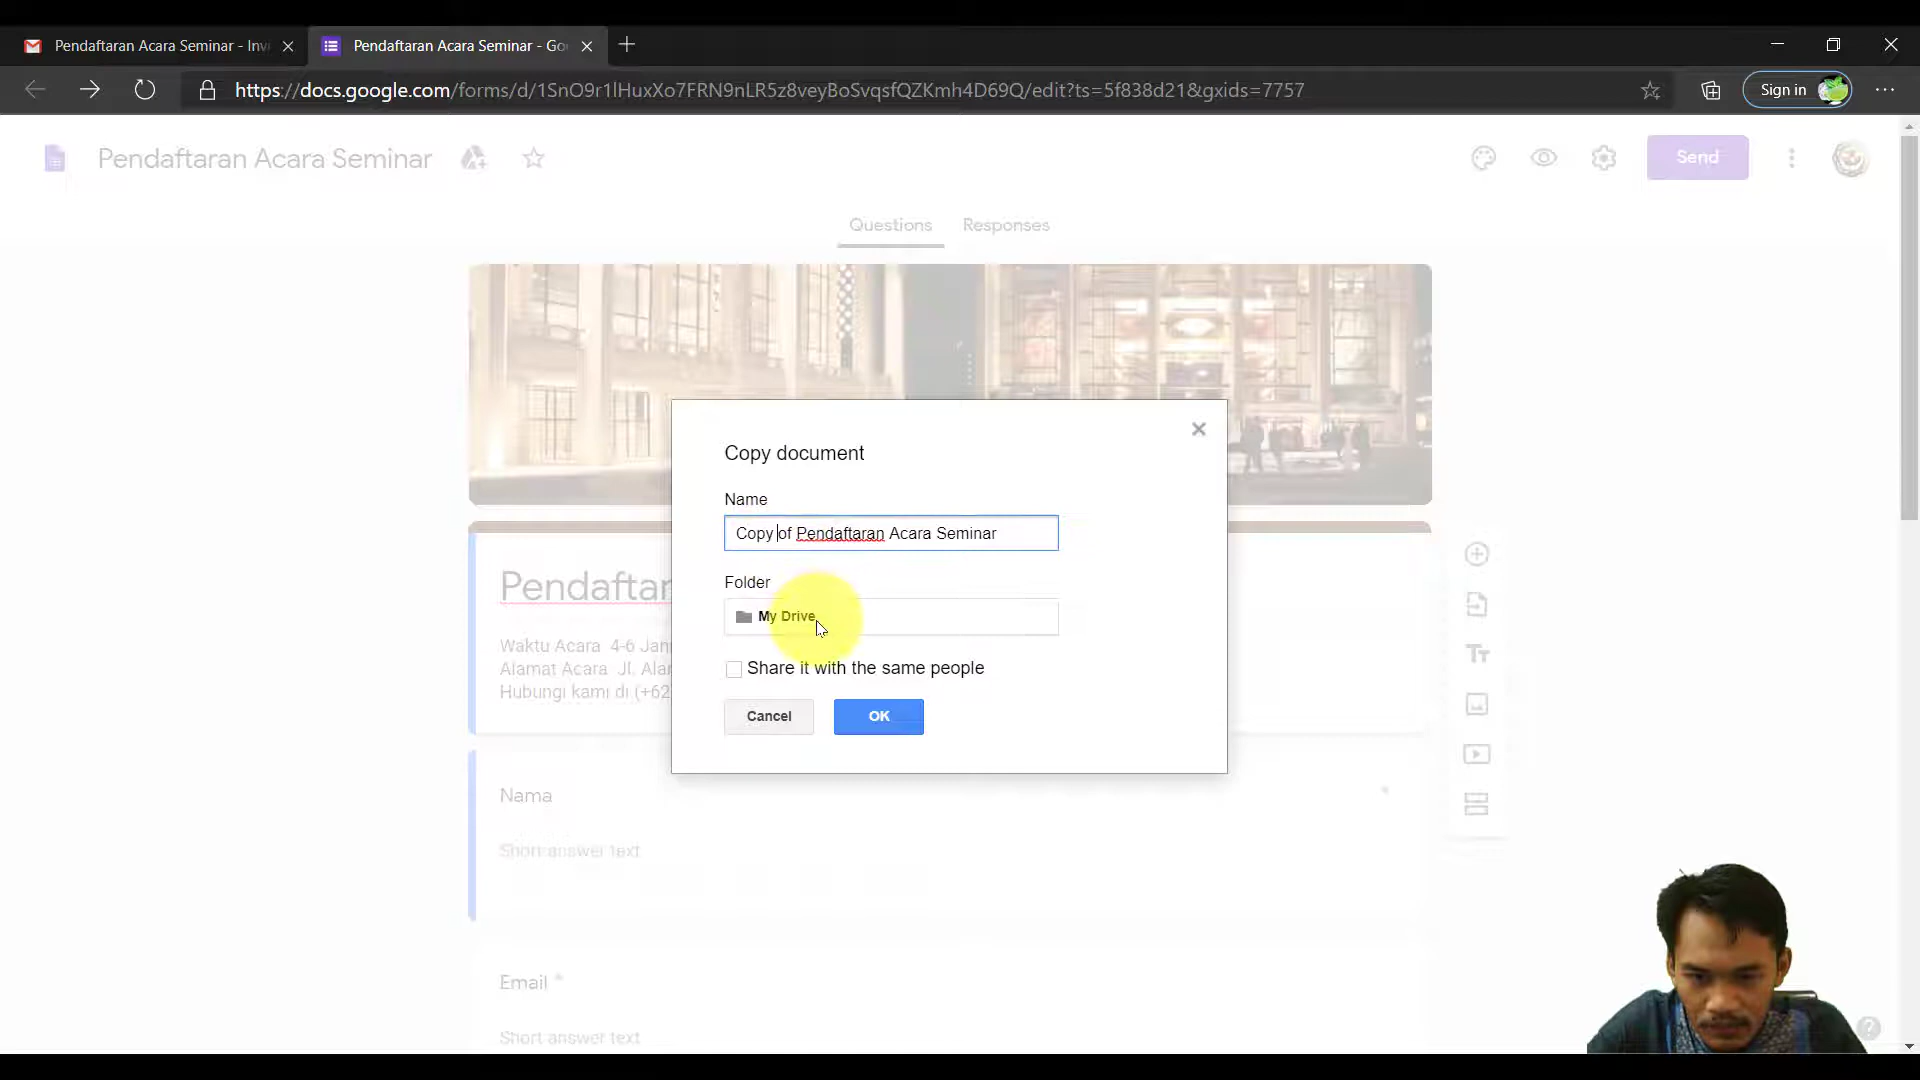 Pendaftaran Acara Seminar - Inv
Pendaftaran Acara Seminar - Go
https://docs.google.com/forms/d/1SnO9r1lHuxXo7FRN9nLR5z8veyBoSvqsfQZKmh4D69Q/edit?ts=5f838d21&gxids=7757
Sign in
Pendaftaran Acara Seminar
Send
Questions
Responses
Copy document
Name
Copy of Pendaftaran Acara Seminar
Folder
My Drive
Share it with the same people
Cancel
OK
Pendaftar
Waktu Acara 4-6 Jan
Alamat Acara Jl. Ala
Hubungi kami di (+62
Nama
*
Short answer text
Email *
Short answer text